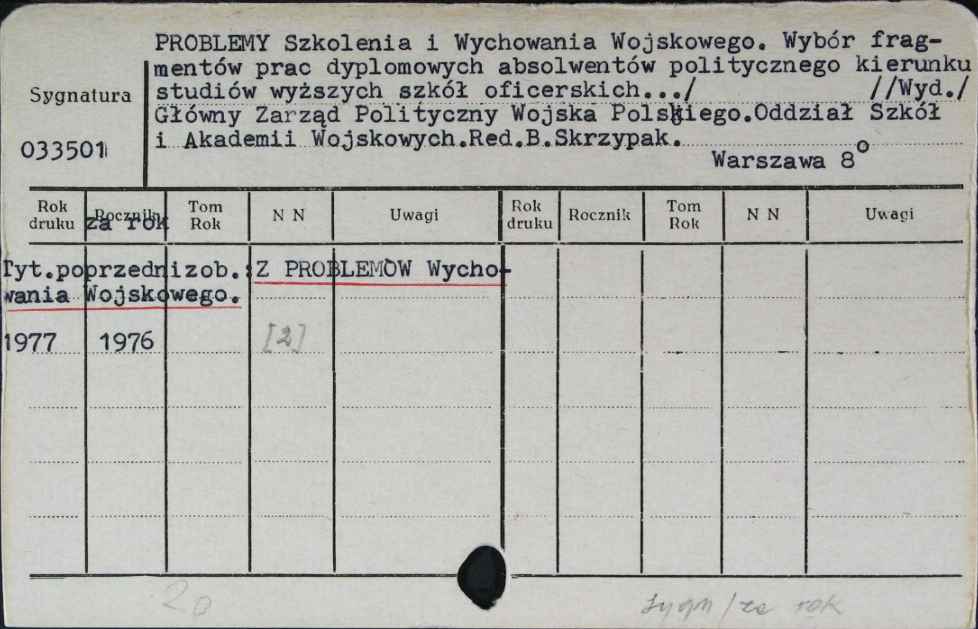 PROBLEMY Szkolenia i Wychowania Wojskowego. Wybór frag-
mentów prac dyplomowych absolwentów politycznego kierunku
studiów wyższych szkół oficerskich.../ //Wyd./
Główny Zarząd Polityczny Wojska Polskiego.Oddział Szkół
i Akademii Wojskowych.Red.B.Skrzypak.
Warszawa 8º
Sygnatura
033501
Rok druku Rocznik Tom Rok N N Uwagi Rok druku Rocznik Tom Rok N N Uwagi
za rok
Tyt.poprzedni zob.:Z PROBLEMÓW Wycho-
wania Wojskowego.
1977 1976 [2]
20
sygn/za rok